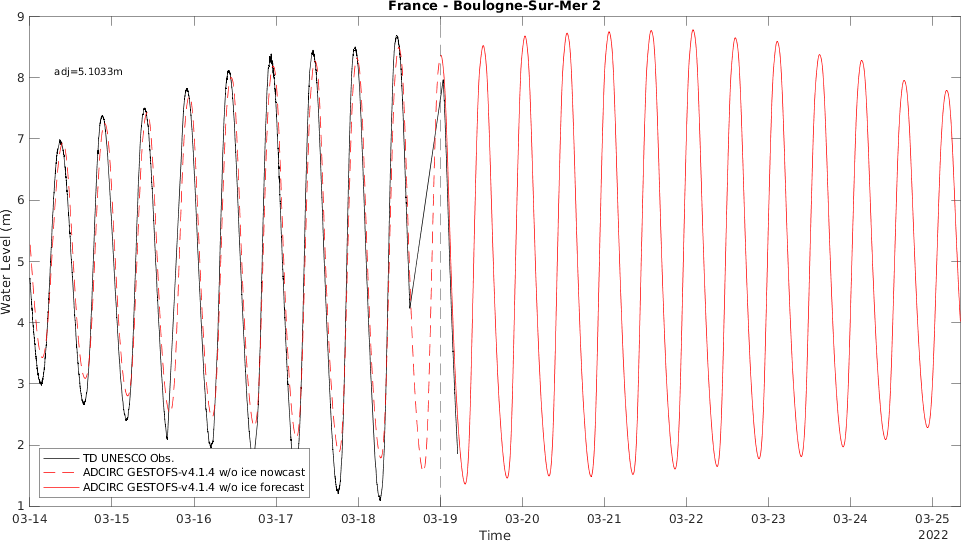 France - Boulogne-Sur-Mer 2
adj=5.1033m
Water Level (m)
9
8
7
6
5
4
3
2
1
TD UNESCO Obs.
ADCIRC GESTOFS-v4.1.4 w/o ice nowcast
ADCIRC GESTOFS-v4.1.4 w/o ice forecast
03-14 03-15 03-16 03-17 03-18 03-19 03-20 03-21 03-22 03-23 03-24 03-25
Time
2022